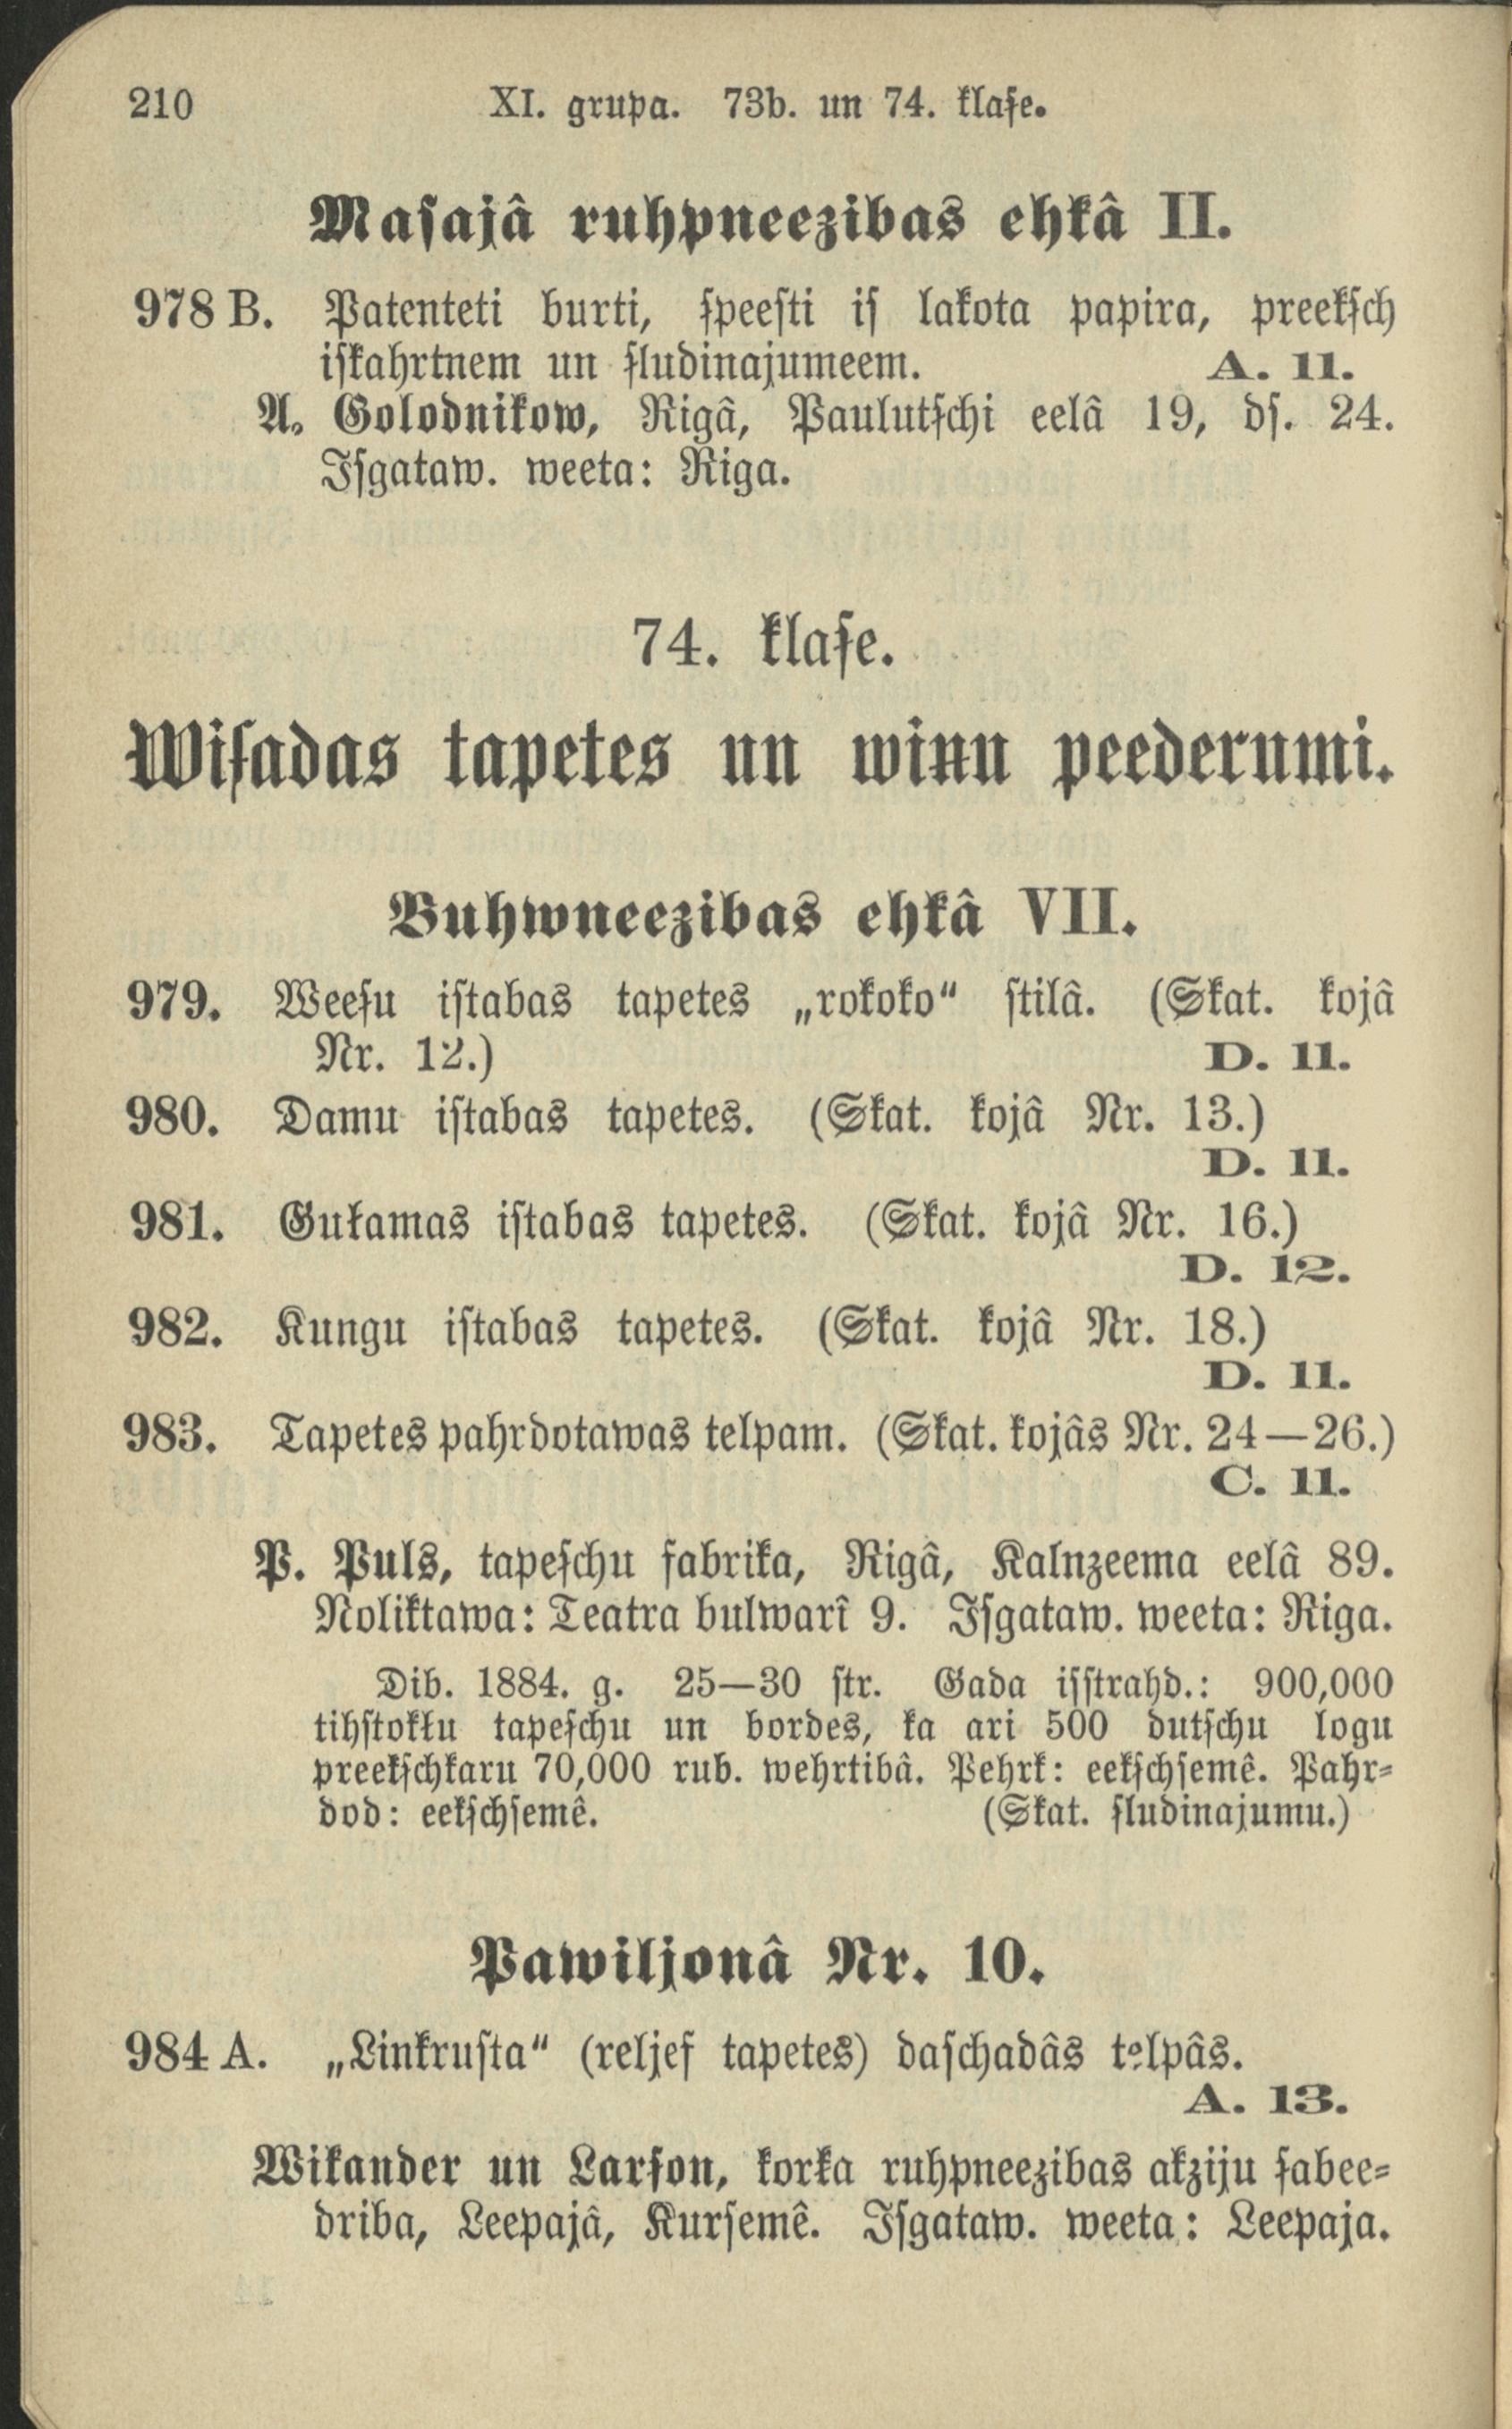 210 XI. grupa. 73b. un 74. klaſe.
Maſajâ ruhpneezibas ehkâ II.
978 B. Patenteti burti, ſpeeſti iſ lakota papira, preekſch
iſkahrtnem un ſludinajumeem. A. 11.
A. Golodnikow, Rigâ, Paulutſchi eelâ 19, dſ. 24.
Iſgataw. weeta: Riga.
74. klaſe.
Wiſadas tapetes un wiņu peederumi.
Buhwneezibas ehkâ VII.
979. Weeſu iſtabas tapetes „rokoko“ ſtilâ. (Skat. kojâ
Nr. 12.) D. 11.
980. Damu iſtabas tapetes. (Skat. kojâ Nr. 13.)
D. 11.
981. Guļamas iſtabas tapetes. (Skat. kojâ Nr. 16.)
D. 12.
982. Kungu iſtabas tapetes. (Skat. kojâ Nr. 18.)
D. 11.
983. Tapetes pahrdotawas telpam. (Skat. kojâs Nr. 24—26.)
C. 11.
P. Puls, tapeſchu fabrika, Rigâ, Kalnzeema eelâ 89.
Noliktawa: Teatra bulwarî 9. Iſgataw. weeta: Riga.
Dib. 1884. g. 25—30 ſtr. Gada iſſtrahd.: 900,000
tihſtokļu tapeſchu un bordes, ka ari 500 dutſchu logu
preekſchkaru 70,000 rub. wehrtibâ. Pehrk: eekſchſemê. Pahr-
dod: eekſchſemê. (Skat. ſludinajumu.)
Pawiljonâ Nr. 10.
984 A. „Linkruſta“ (reljef tapetes) daſchadâs telpâs.
A. 13.
Wikander un Larſon, korķa ruhpneezibas akziju ſabee-
driba, Leepajâ, Kurſemê. Iſgataw. weeta: Leepaja.